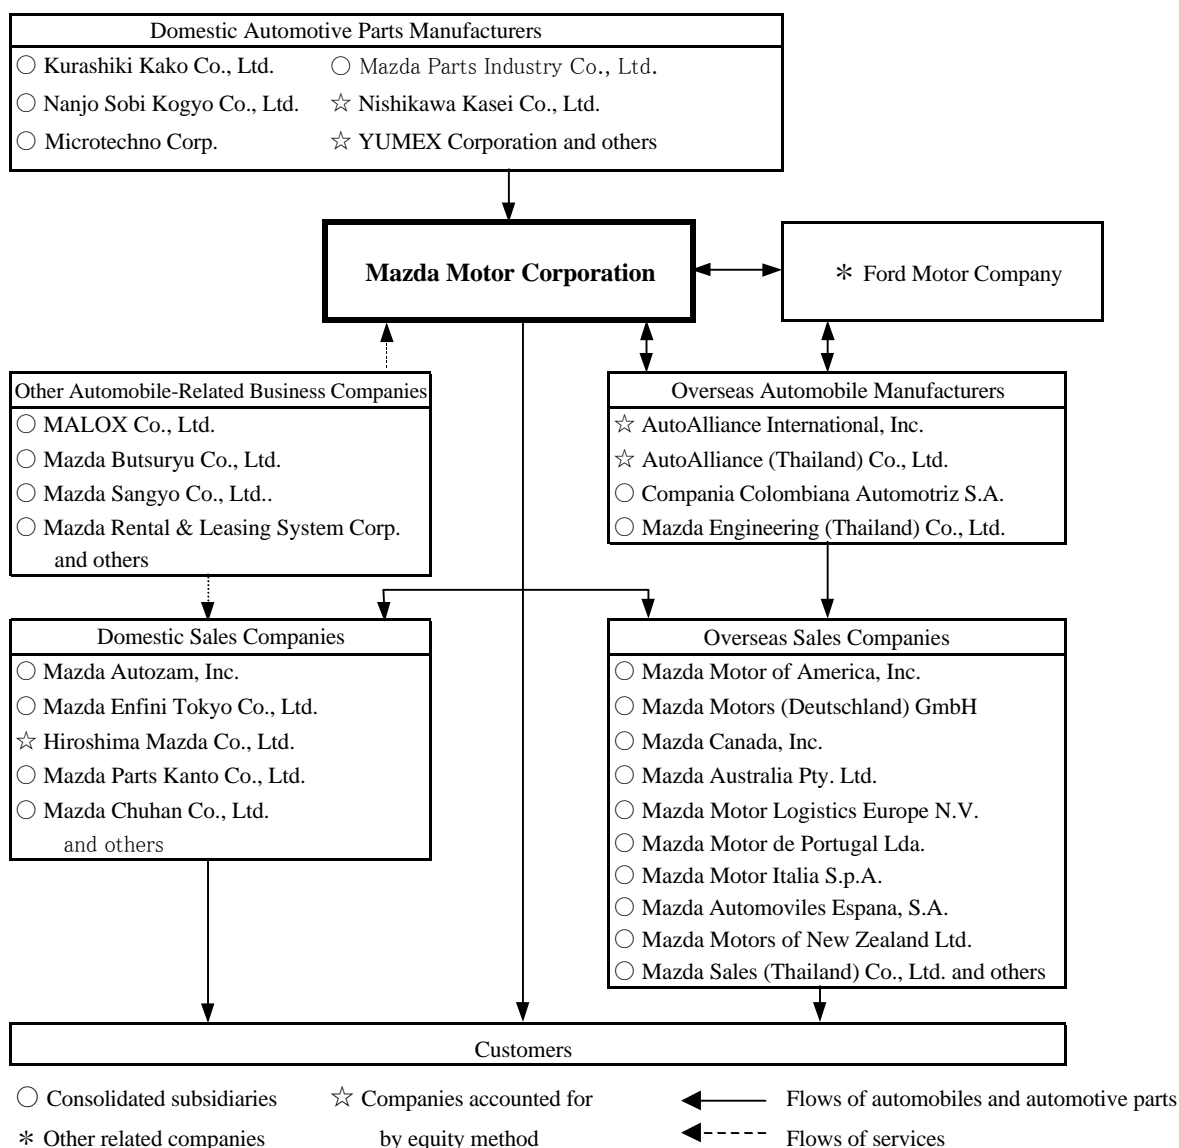 Domestic Automotive Parts Manufacturers
○ Kurashiki Kako Co., Ltd. ○ Mazda Parts Industry Co., Ltd.
○ Nanjo Sobi Kogyo Co., Ltd. ☆ Nishikawa Kasei Co., Ltd.
○ Microtechno Corp. ☆ YUMEX Corporation and others
Mazda Motor Corporation
＊ Ford Motor Company
Other Automobile-Related Business Companies
○ MALOX Co., Ltd.
○ Mazda Butsuryu Co., Ltd.
○ Mazda Sangyo Co., Ltd..
○ Mazda Rental & Leasing System Corp.
and others
Overseas Automobile Manufacturers
☆ AutoAlliance International, Inc.
☆ AutoAlliance (Thailand) Co., Ltd.
○ Compania Colombiana Automotriz S.A.
○ Mazda Engineering (Thailand) Co., Ltd.
Domestic Sales Companies
○ Mazda Autozam, Inc.
○ Mazda Enfini Tokyo Co., Ltd.
☆ Hiroshima Mazda Co., Ltd.
○ Mazda Parts Kanto Co., Ltd.
○ Mazda Chuhan Co., Ltd.
and others
Overseas Sales Companies
○ Mazda Motor of America, Inc.
○ Mazda Motors (Deutschland) GmbH
○ Mazda Canada, Inc.
○ Mazda Australia Pty. Ltd.
○ Mazda Motor Logistics Europe N.V.
○ Mazda Motor de Portugal Lda.
○ Mazda Motor Italia S.p.A.
○ Mazda Automoviles Espana, S.A.
○ Mazda Motors of New Zealand Ltd.
○ Mazda Sales (Thailand) Co., Ltd. and others
Customers
○ Consolidated subsidiaries ☆ Companies accounted for Flows of automobiles and automotive parts
＊ Other related companies by equity method Flows of services